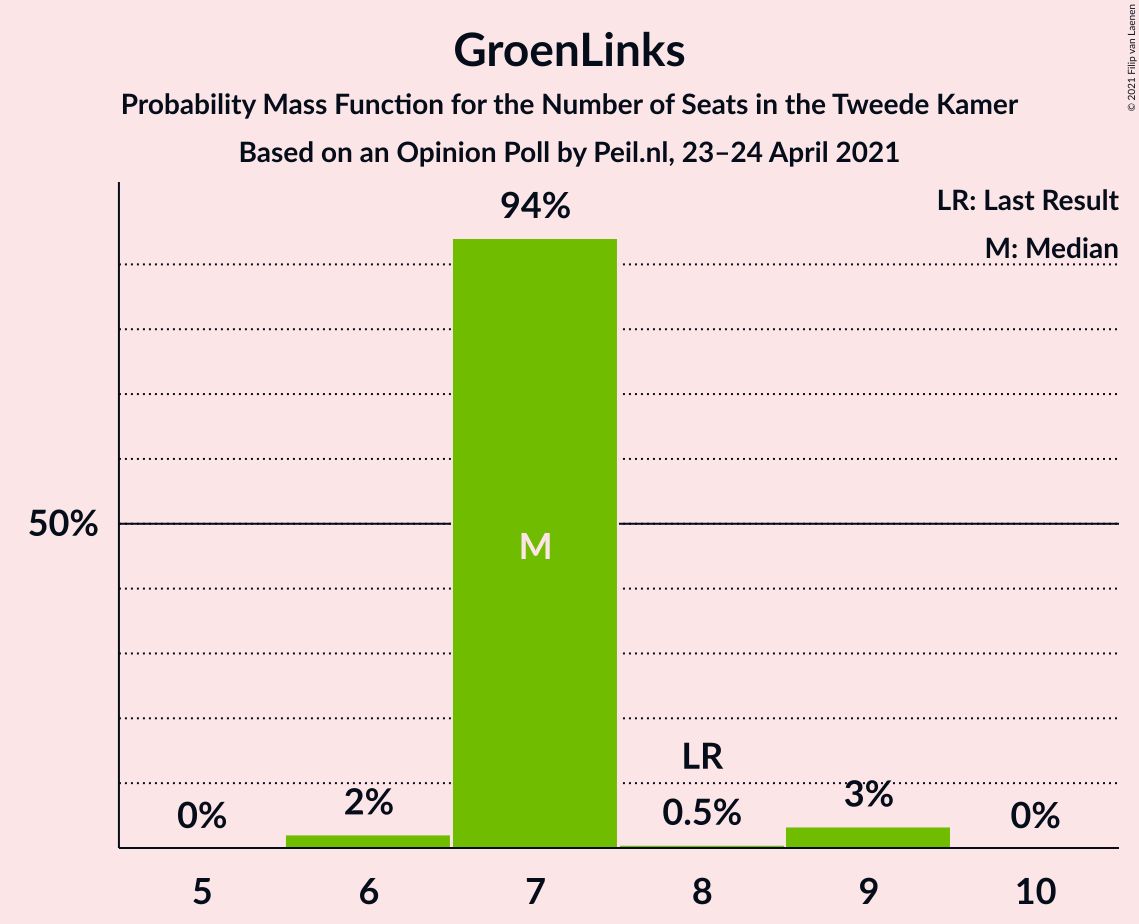 GroenLinks
Probability Mass Function for the Number of Seats in the Tweede Kamer
Based on an Opinion Poll by Peil.nl, 23–24 April 2021
© 2021 Filip van Laenen
LR: Last Result
M: Median
94%
50%
M
LR
0%
2%
0.5%
3%
0%
5
6
7
8
9
10